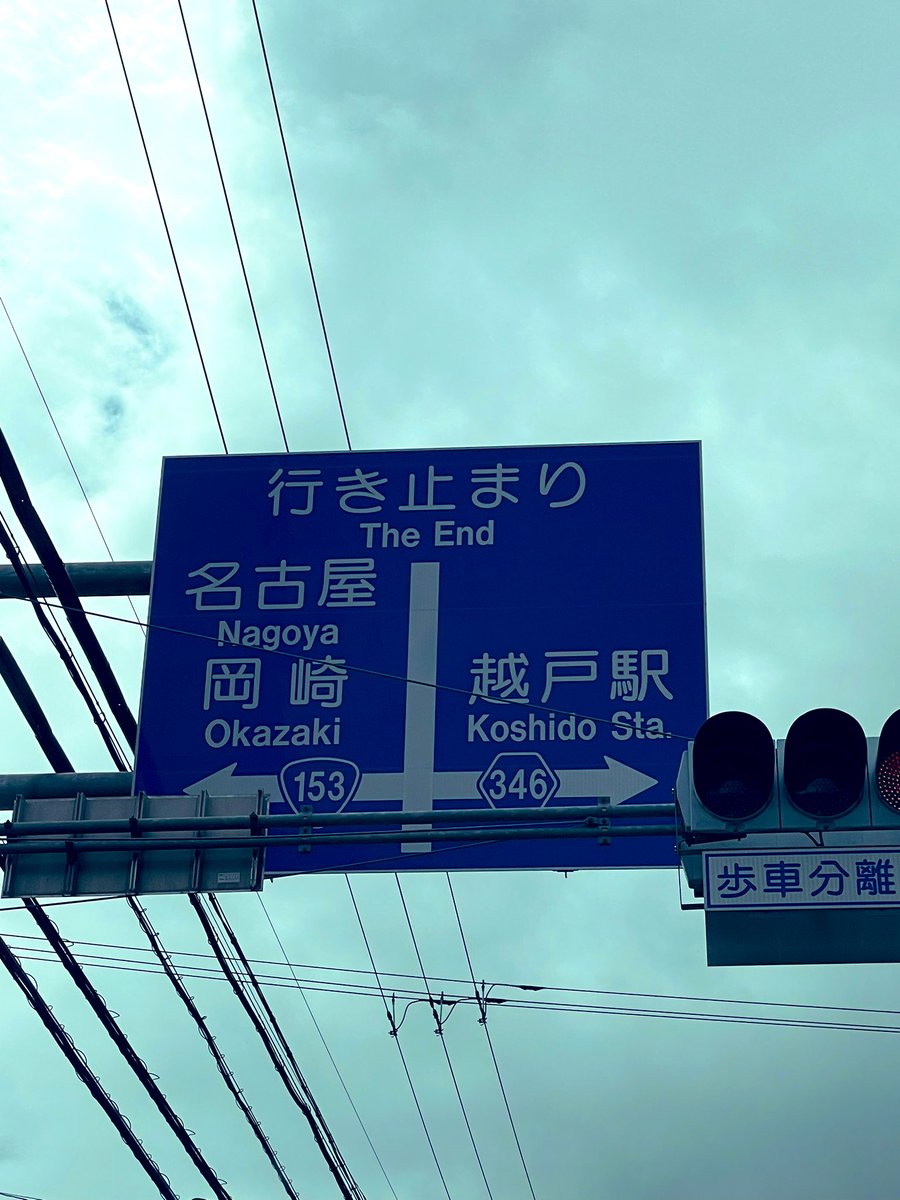 行き止まり
The End
名古屋
Nagoya
岡崎
Okazaki
越戸駅
Koshido Sta.
153
346
歩車分離